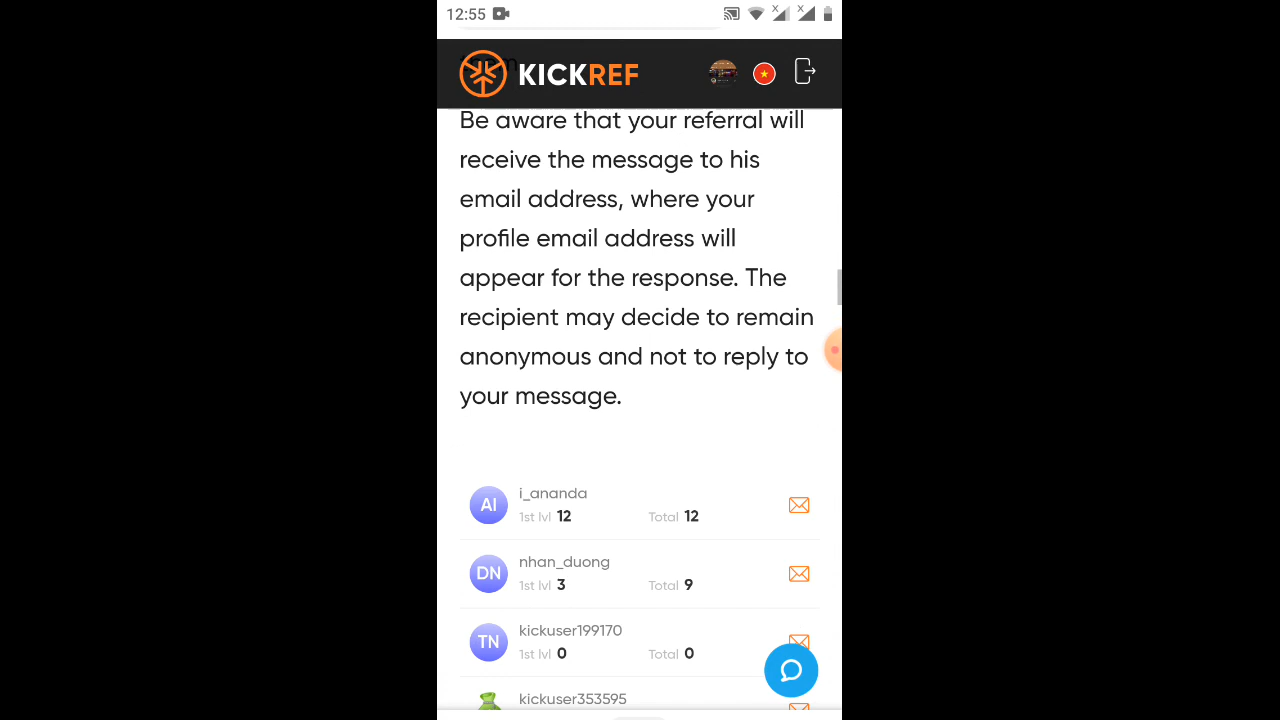 12:55
KICKREF
Be aware that your referral will
receive the message to his
email address, where your
profile email address will
appear for the response. The
recipient may decide to remain
anonymous and not to reply to
your message.
AI i_ananda
1st lvl 12 Total 12
DN nhan_duong
1st lvl 3 Total 9
TN kickuser199170
1st lvl 0 Total 0
kickuser353595